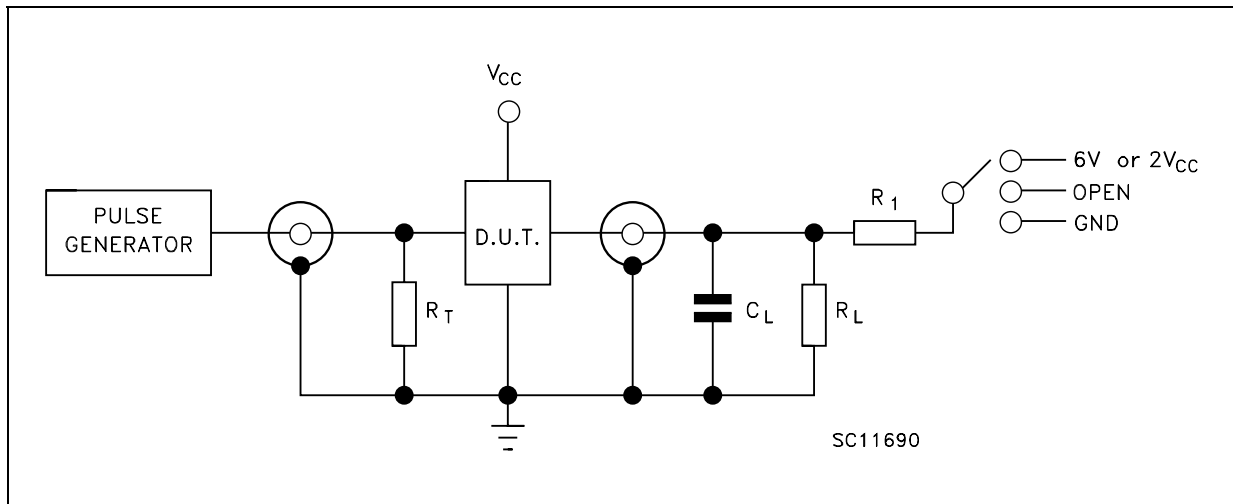 VCC
6V or 2VCC
OPEN
GND
R1
PULSE
GENERATOR
D.U.T.
RT
CL
RL
SC11690